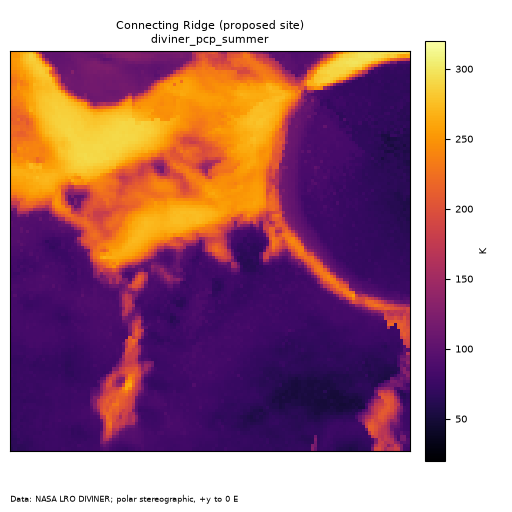 Connecting Ridge (proposed site)
diviner_pcp_summer
300
250
200
150
100
50
K
Data: NASA LRO DIVINER; polar stereographic, +y to 0 E